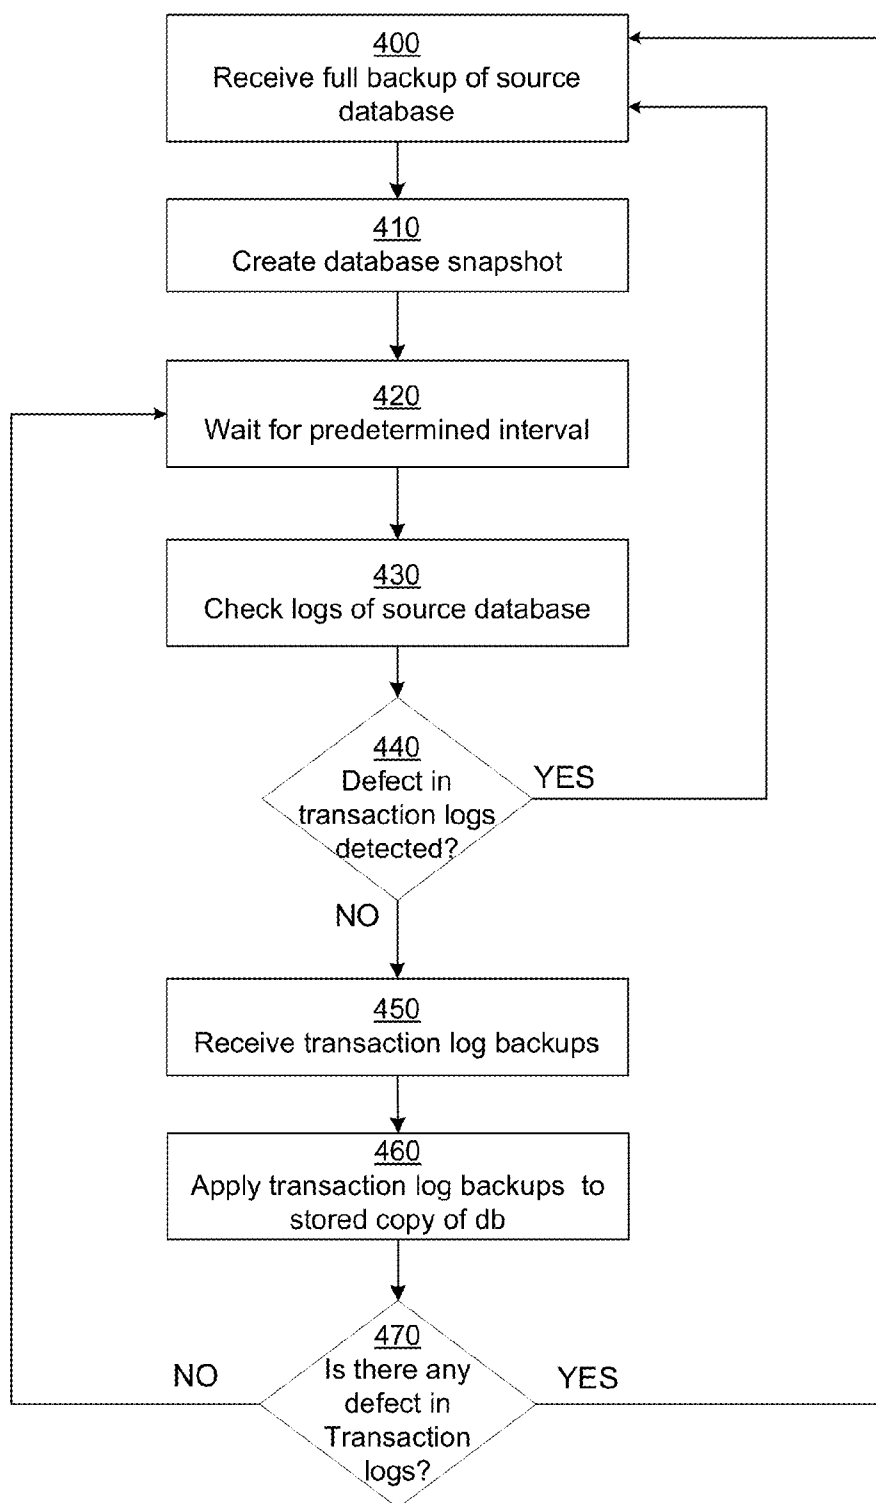 400
Receive full backup of source
database
410
Create database snapshot
420
Wait for predetermined interval
430
Check logs of source database
440
Defect in
transaction logs
detected?
YES
NO
450
Receive transaction log backups
460
Apply transaction log backups to
stored copy of db
470
Is there any
defect in
Transaction
logs?
NO
YES